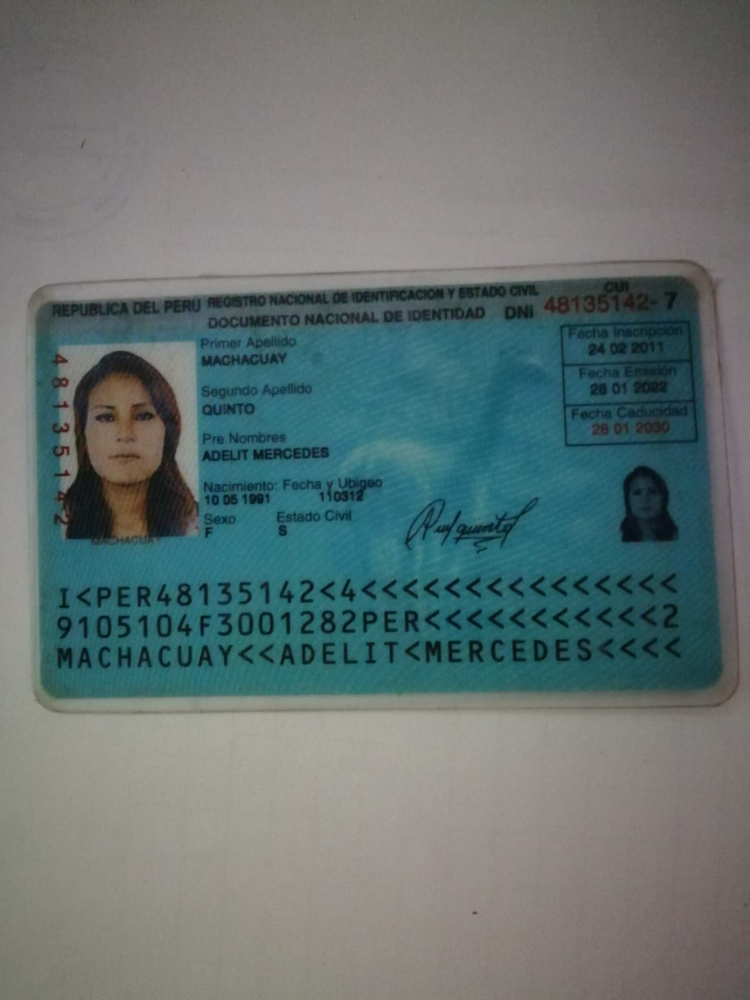 REPUBLICA DEL PERU REGISTRO NACIONAL DE IDENTIFICACION Y ESTADO CIVIL
DOCUMENTO NACIONAL DE IDENTIDAD DNI
CUI
48135142-7
Fecha Inscripción
24 02 2011
Fecha Emisión
28 01 2022
Fecha Caducidad
28 01 2030
48135142
Primer Apellido
MACHACUAY
Segundo Apellido
QUINTO
Pre Nombres
ADELIT MERCEDES
Nacimiento: Fecha y Ubigeo
10 05 1991 110312
Sexo Estado Civil
F S
MACHACUAY
I<PER48135142<4<<<<<<<<<<<<<<<
9105104F3001282PER<<<<<<<<<<<2
MACHACUAY<<ADELIT<MERCEDES<<<<